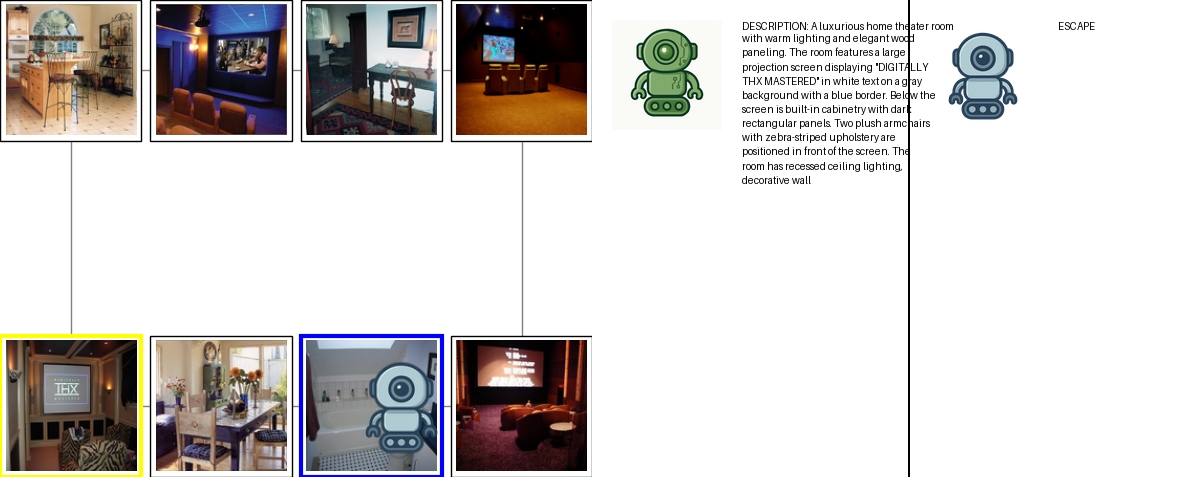 DESCRIPTION: A luxurious home theater room
with warm lighting and elegant wood
paneling. The room features a large
projection screen displaying "DIGITALLY
THX MASTERED" in white text on a gray
background with a blue border. Below the
screen is built-in cabinetry with dark
rectangular panels. Two plush armchairs
with zebra-striped upholstery are
positioned in front of the screen. The
room has recessed ceiling lighting,
decorative wall
ESCAPE
THX